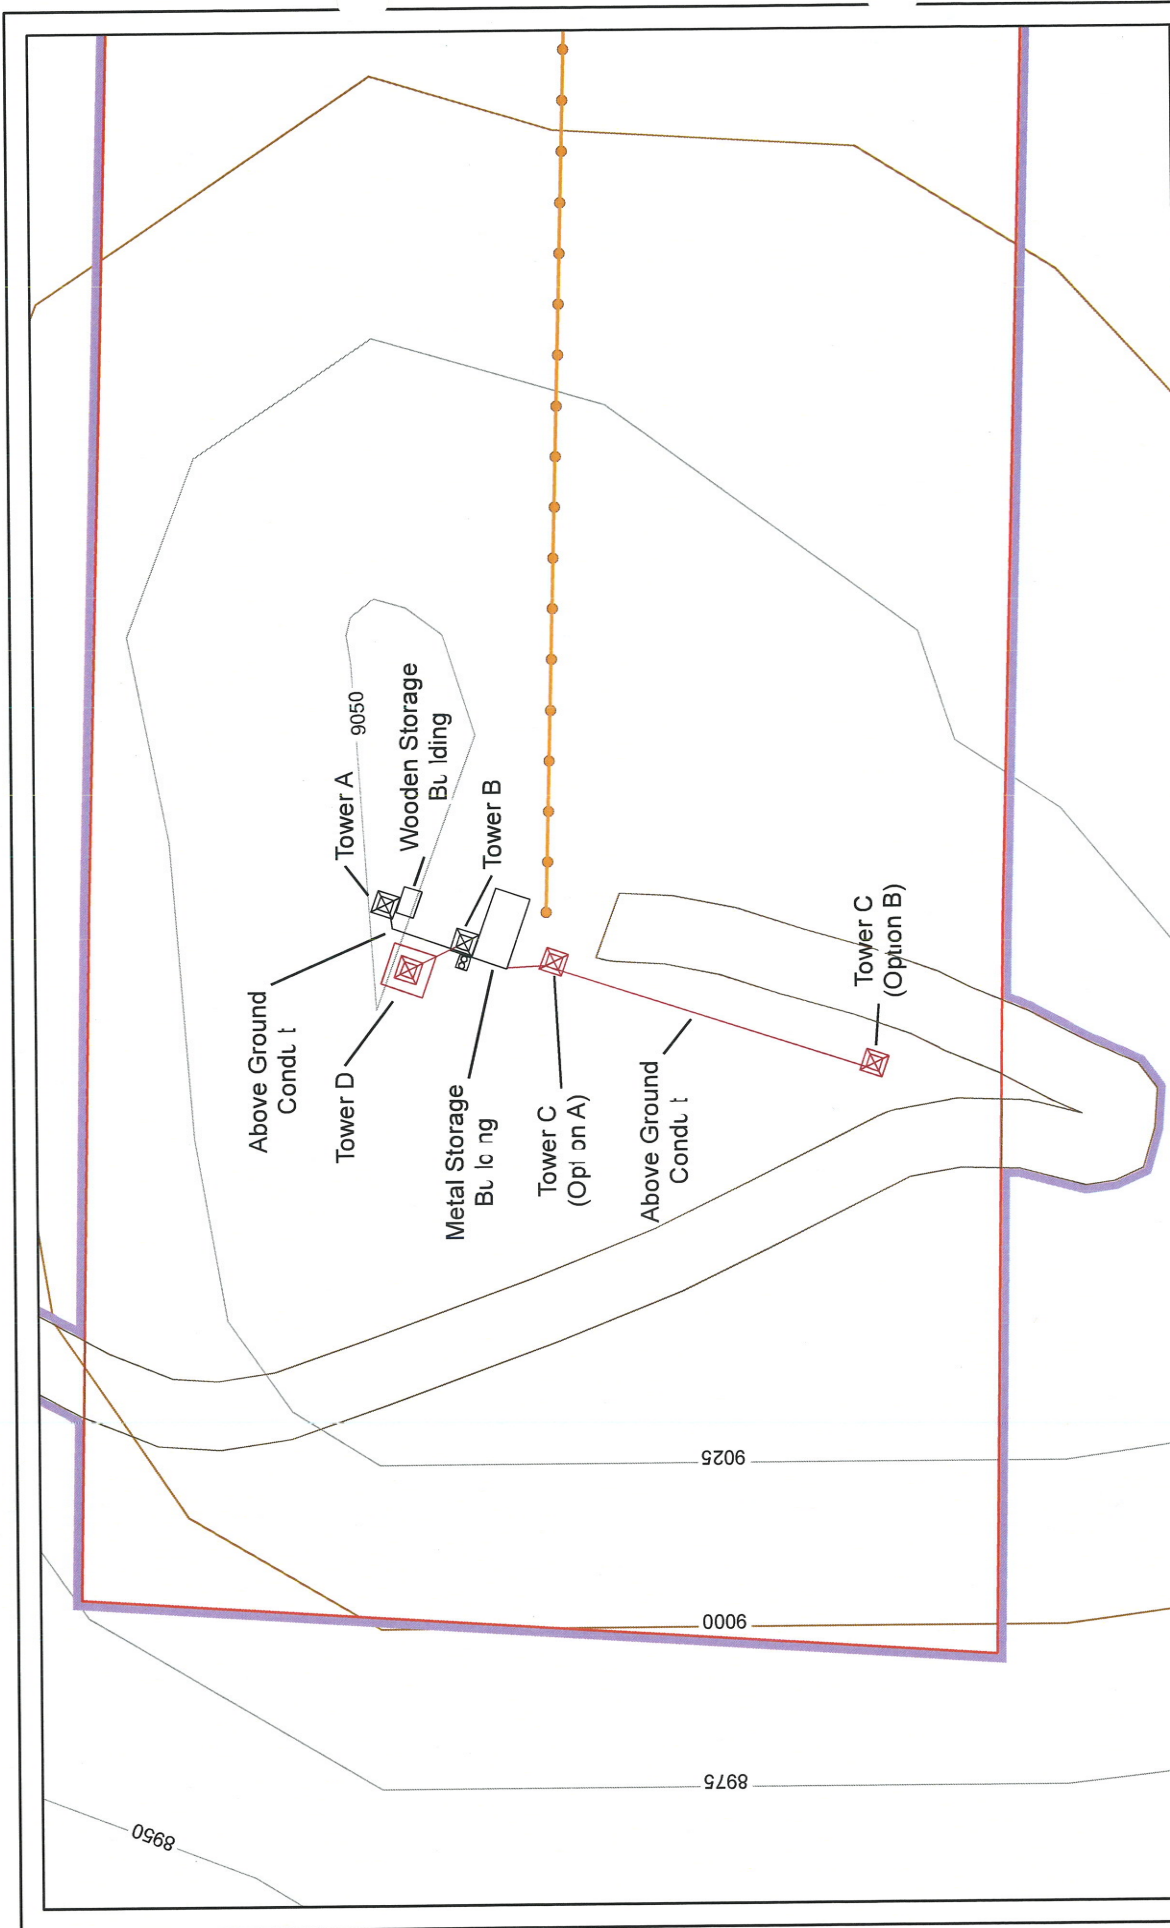 9050
Tower A
Wooden Storage
Tower B
Above Ground
Tower D
Metal Storage
Tower C
Above Ground
Tower C
(Option B)
9025
9000
8975
8950